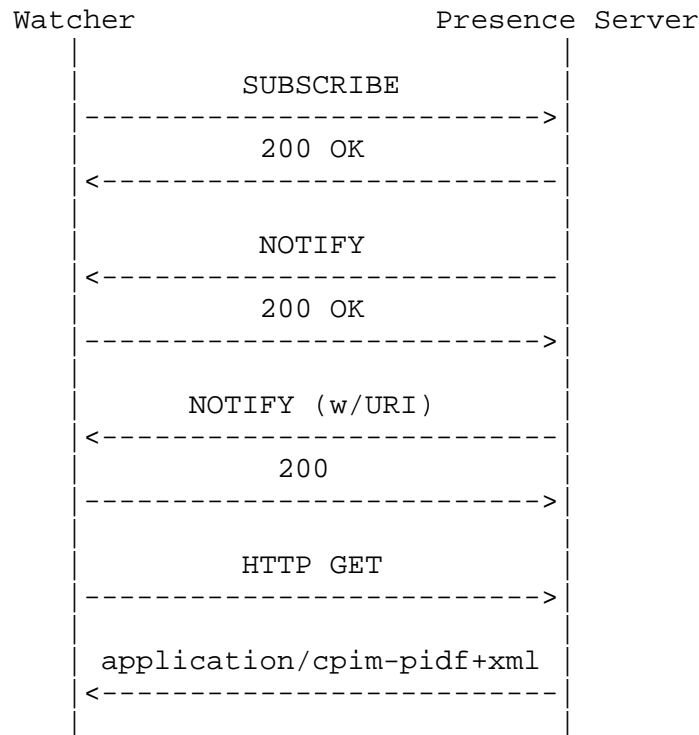 Watcher Presence Server
SUBSCRIBE
200 OK
NOTIFY
200 OK
NOTIFY (w/URI)
200
HTTP GET
application/cpim-pidf+xml